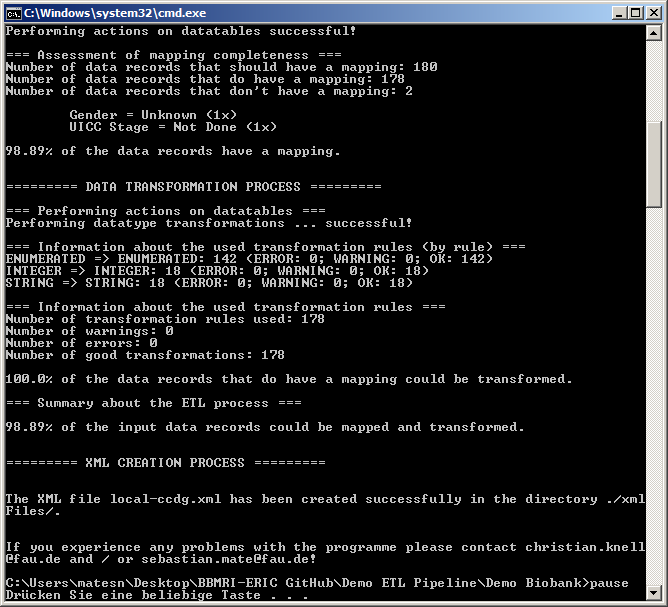 C:\Windows\system32\cmd.exe
Performing actions on datatables successful!
=== Assessment of mapping completeness ===
Number of data records that should have a mapping: 180
Number of data records that do have a mapping: 178
Number of data records that don't have a mapping: 2
Gender = Unknown (1x)
UICC Stage = Not Done (1x)
98.89% of the data records have a mapping.
========= DATA TRANSFORMATION PROCESS =========
=== Performing actions on datatables ===
Performing datatype transformations ... successful!
=== Information about the used transformation rules (by rule) ===
ENUMERATED => ENUMERATED: 142 (ERROR: 0; WARNING: 0; OK: 142)
INTEGER => INTEGER: 18 (ERROR: 0; WARNING: 0; OK: 18)
STRING => STRING: 18 (ERROR: 0; WARNING: 0; OK: 18)
=== Information about the used transformation rules ===
Number of transformation rules used: 178
Number of warnings: 0
Number of errors: 0
Number of good transformations: 178
100.0% of the data records that do have a mapping could be transformed.
=== Summary about the ETL process ===
98.89% of the input data records could be mapped and transformed.
========= XML CREATION PROCESS =========
The XML file local-ccdg.xml has been created successfully in the directory ./xml
Files/.
If you experience any problems with the programme please contact christian.knell
@fau.de and / or sebastian.mate@fau.de!
C:\Users\matesn\Desktop\BBMRI-ERIC GitHub\Demo ETL Pipeline\Demo Biobank>pause
Drücken Sie eine beliebige Taste . . .